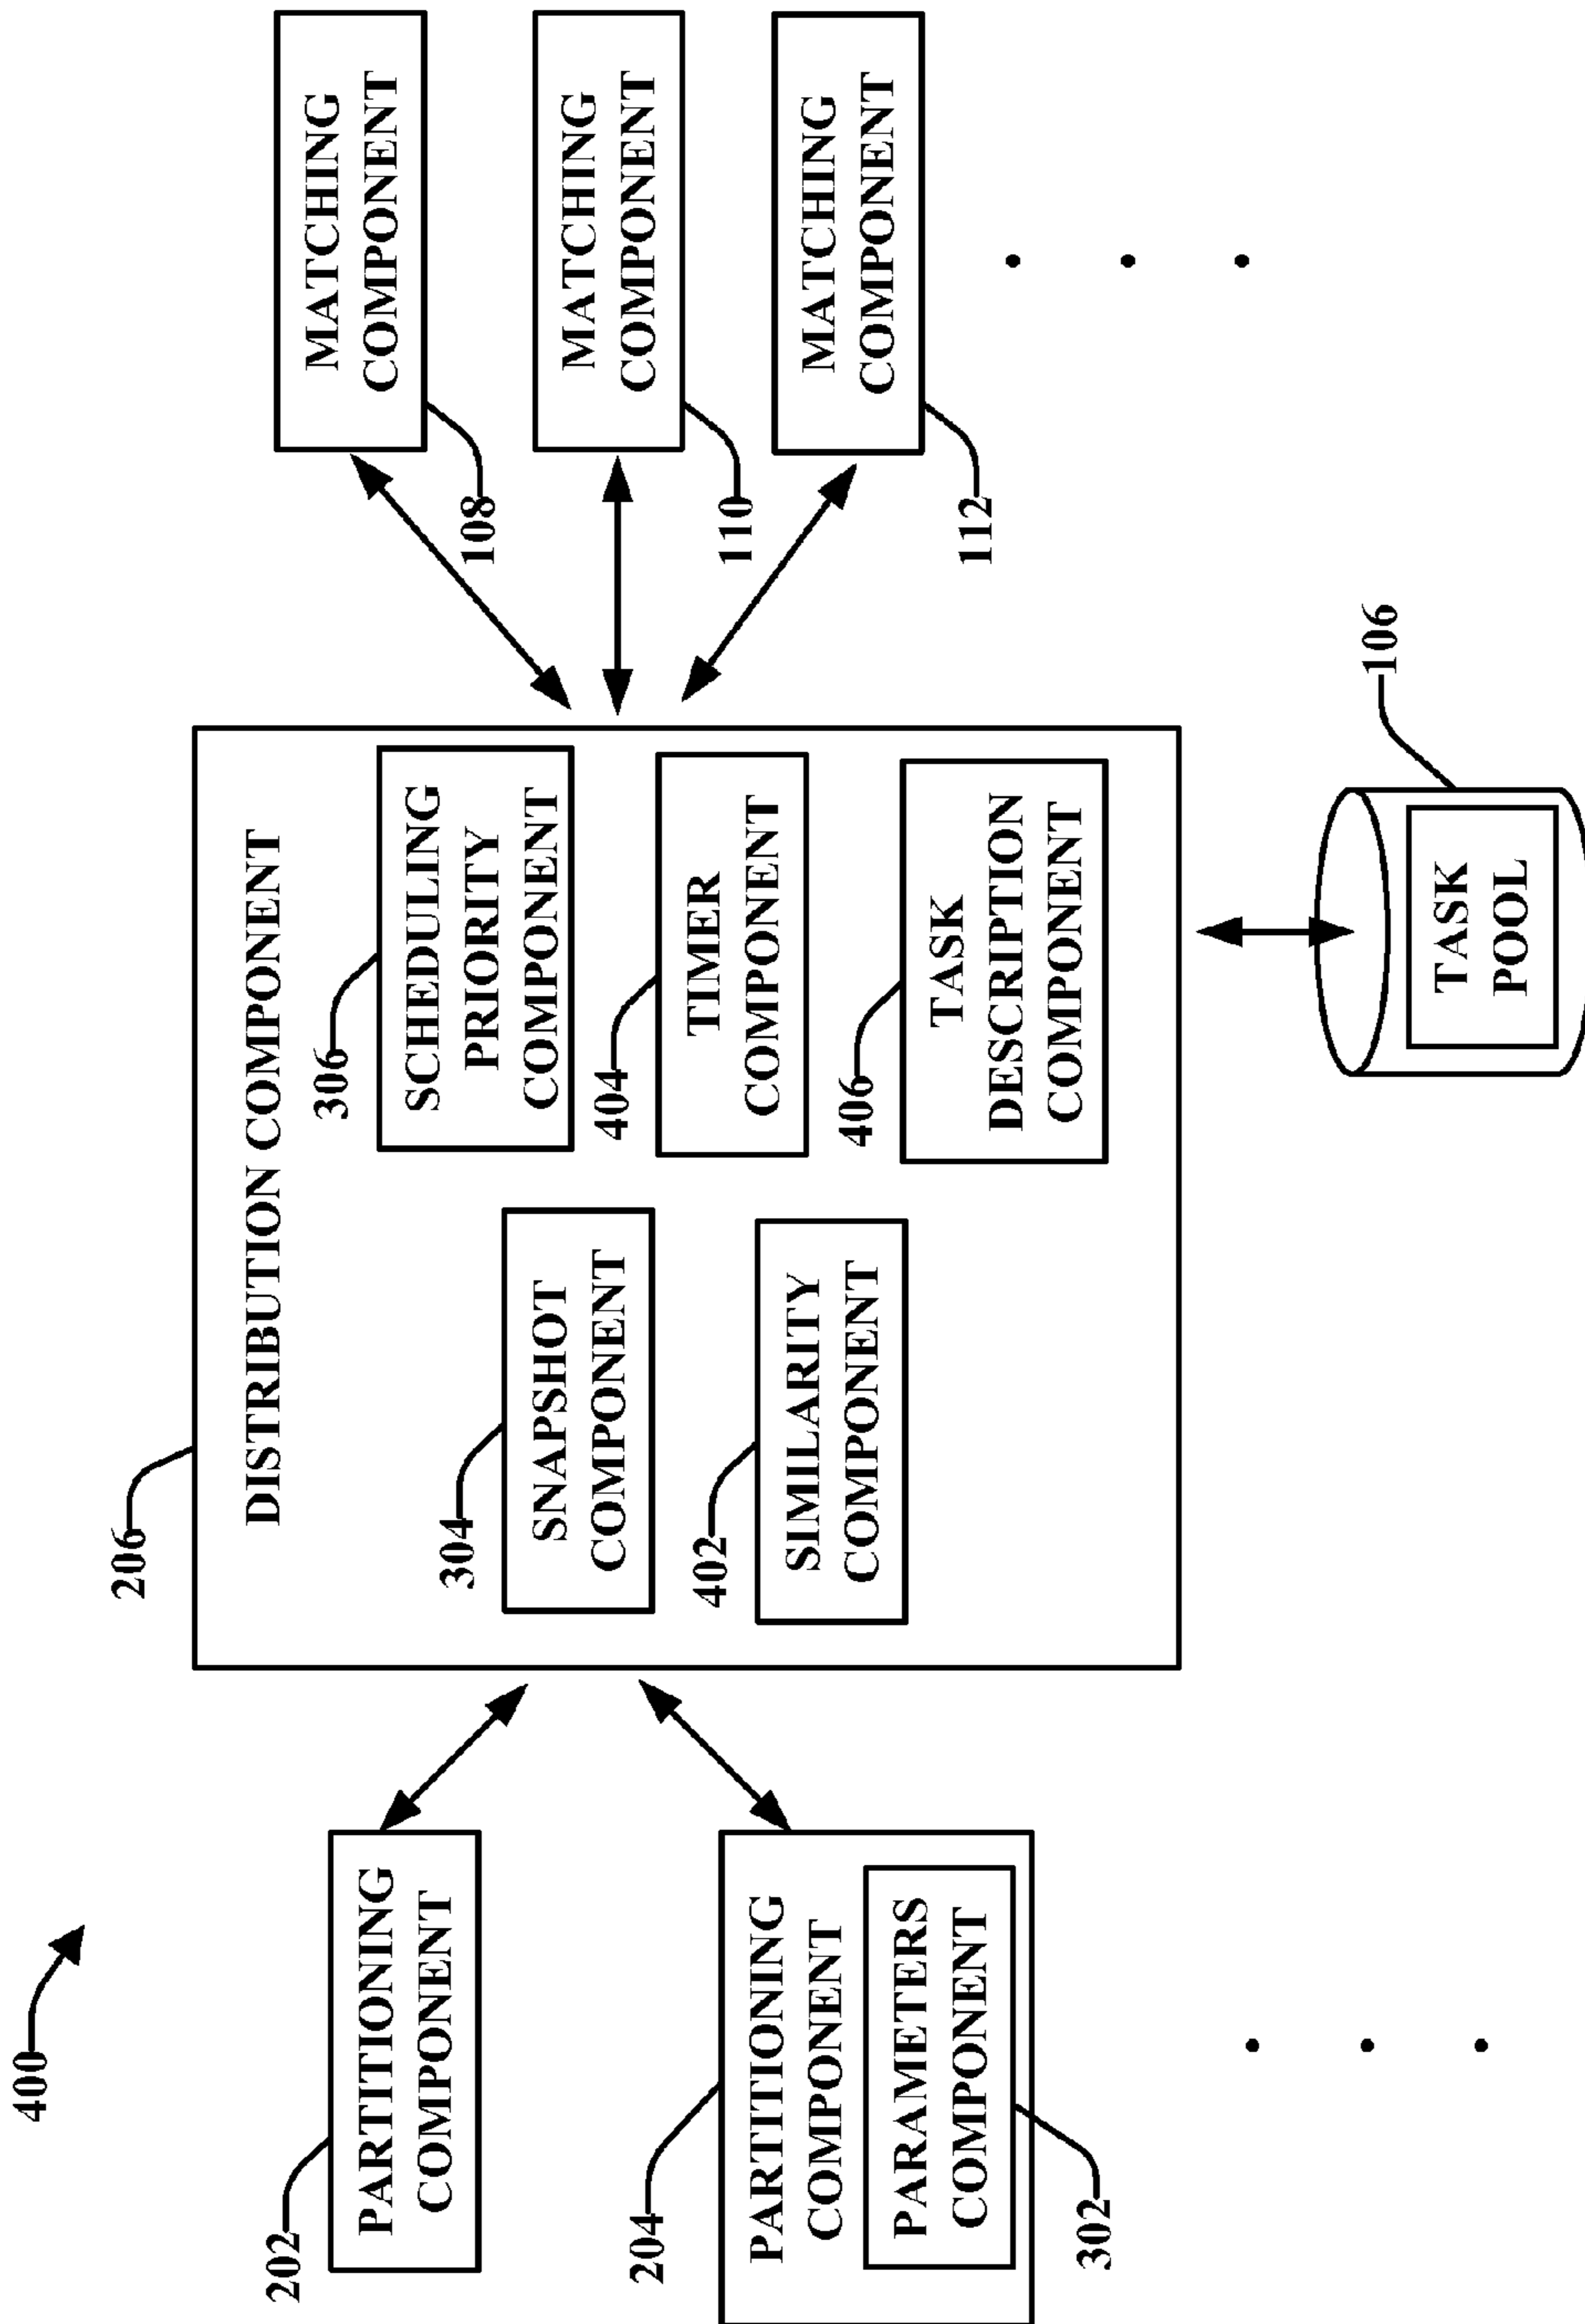 400
206
DISTRIBUTION COMPONENT
202
PARTITIONING
COMPONENT
204
PARTITIONING
COMPONENT
PARAMETERS
COMPONENT
302
304
SNAPSHOT
COMPONENT
402
SIMILARITY
COMPONENT
306
SCHEDULING
PRIORITY
COMPONENT
404
TIMER
COMPONENT
406
TASK
DESCRIPTION
COMPONENT
MATCHING
COMPONENT
108
MATCHING
COMPONENT
110
MATCHING
COMPONENT
112
106
TASK
POOL